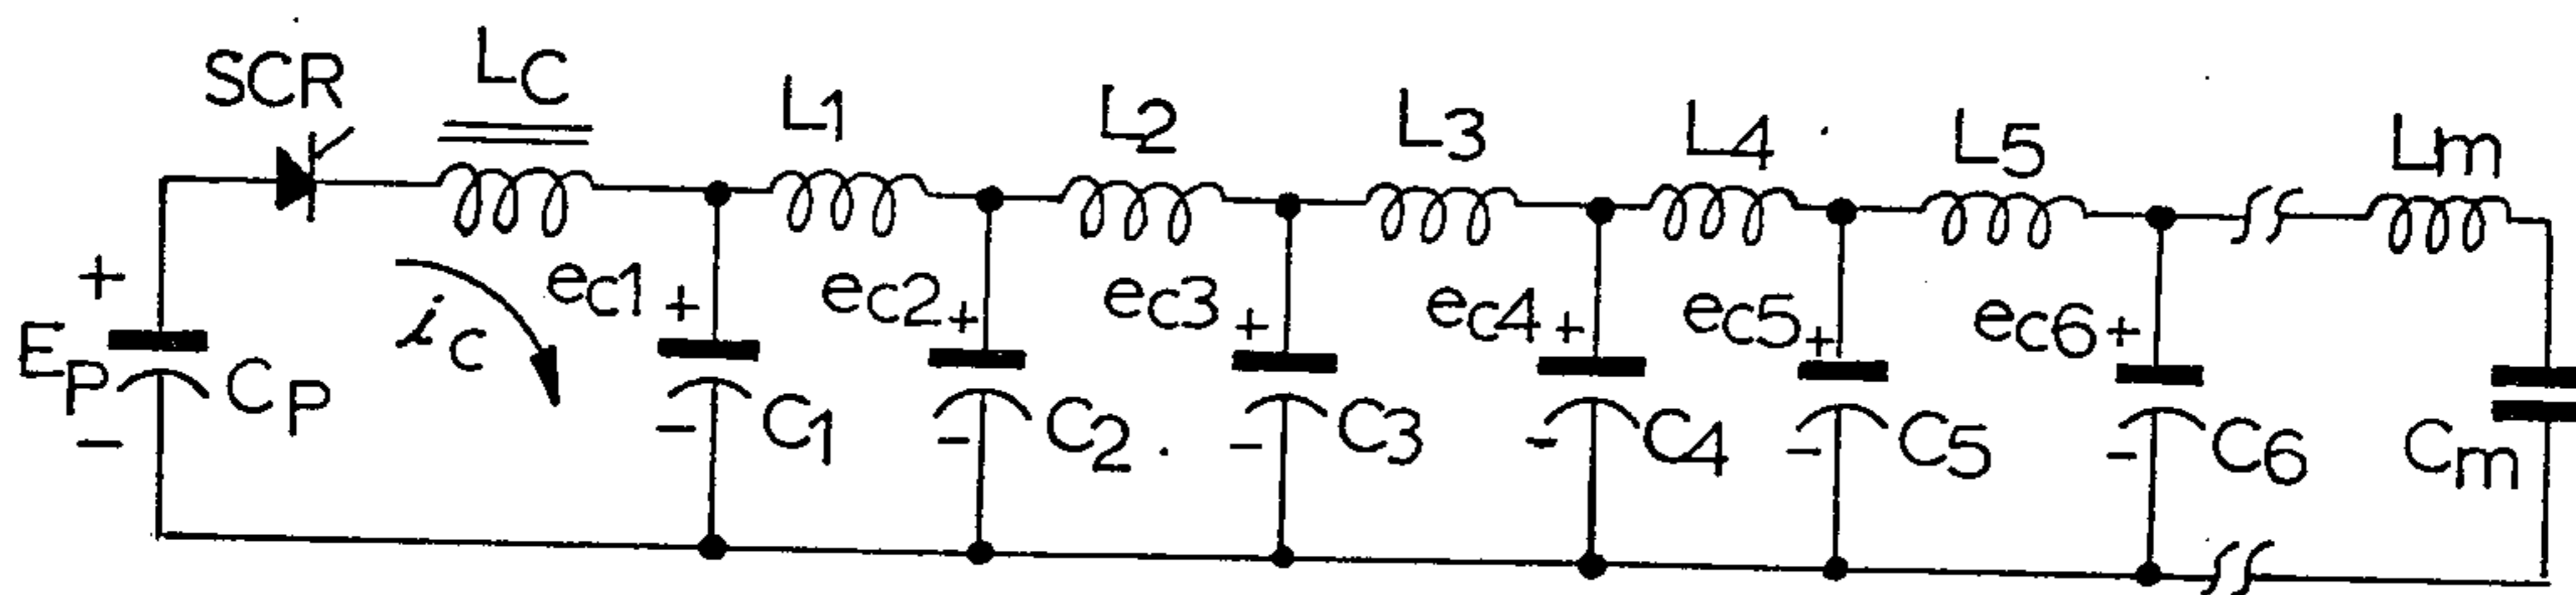 SCR LC L1 L2 L3 L4 L5 Lm
+ ec1 + ec2 + ec3 + ec4 + ec5 + ec6 +
EP CP ic
- - C1 - C2 - C3 - C4 - C5 - C6 Cm